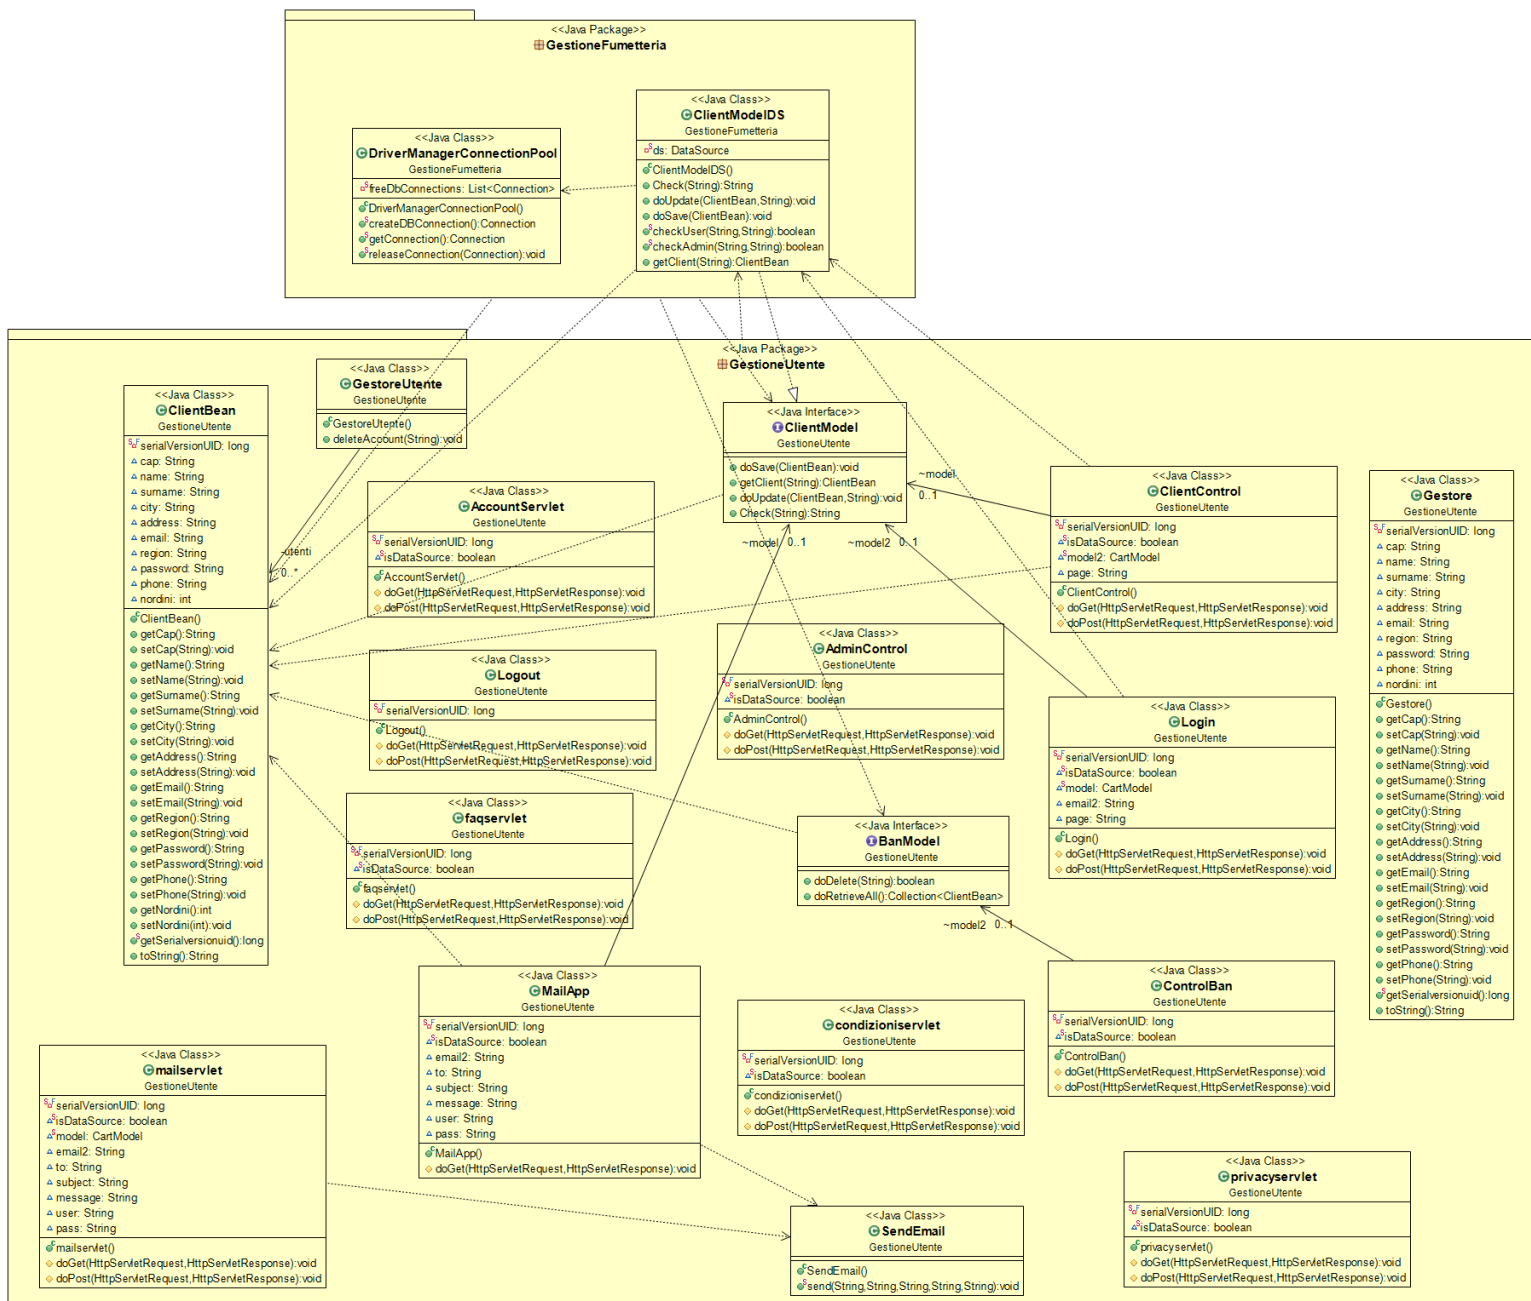 <<Java Package>>
GestioneFumetteria
<<Java Class>>
ClientModelDS
GestioneFumetteria
ds: DataSource
ClientModelDS()
Check(String):String
doUpdate(ClientBean,String):void
doSave(ClientBean):void
checkUser(String,String):boolean
checkAdmin(String,String):boolean
getClient(String):ClientBean
<<Java Class>>
DriverManagerConnectionPool
GestioneFumetteria
freeDbConnections: List<Connection>
DriverManagerConnectionPool()
createDBConnection():Connection
getConnection():Connection
releaseConnection(Connection):void
<<Java Package>>
GestioneUtente
<<Java Class>>
GestoreUtente
GestioneUtente
GestoreUtente()
deleteAccount(String):void
<<Java Class>>
ClientBean
GestioneUtente
serialVersionUID: long
cap: String
name: String
surname: String
city: String
address: String
email: String
region: String
password: String
phone: String
nordini: int
ClientBean()
getCap():String
setCap(String):void
getName():String
setName(String):void
getSurname():String
setSurname(String):void
getCity():String
setCity(String):void
getAddress():String
setAddress(String):void
getEmail():String
setEmail(String):void
getRegion():String
setRegion(String):void
getPassword():String
setPassword(String):void
getPhone():String
setPhone(String):void
getNordini():int
setNordini(int):void
getSerialversionuid():long
toString():String
~utenti
0..*
<<Java Interface>>
ClientModel
GestioneUtente
doSave(ClientBean):void
getClient(String):ClientBean
doUpdate(ClientBean,String):void
Check(String):String
~model
0..1
~model 0..1
~model2 0..1
<<Java Class>>
ClientControl
GestioneUtente
serialVersionUID: long
isDataSource: boolean
model2: CartModel
page: String
ClientControl()
doGet(HttpServletRequest,HttpServletResponse):void
doPost(HttpServletRequest,HttpServletResponse):void
<<Java Class>>
Gestore
GestioneUtente
serialVersionUID: long
cap: String
name: String
surname: String
city: String
address: String
email: String
region: String
password: String
phone: String
nordini: int
Gestore()
getCap():String
setCap(String):void
getName():String
setName(String):void
getSurname():String
setSurname(String):void
getCity():String
setCity(String):void
getAddress():String
setAddress(String):void
getEmail():String
setEmail(String):void
getRegion():String
setRegion(String):void
getPassword():String
setPassword(String):void
getPhone():String
setPhone(String):void
getSerialversionuid():long
toString():String
<<Java Class>>
AccountServlet
GestioneUtente
serialVersionUID: long
isDataSource: boolean
AccountServlet()
doGet(HttpServletRequest,HttpServletResponse):void
doPost(HttpServletRequest,HttpServletResponse):void
<<Java Class>>
AdminControl
GestioneUtente
serialVersionUID: long
isDataSource: boolean
AdminControl()
doGet(HttpServletRequest,HttpServletResponse):void
doPost(HttpServletRequest,HttpServletResponse):void
<<Java Class>>
Logout
GestioneUtente
serialVersionUID: long
Logout()
doGet(HttpServletRequest,HttpServletResponse):void
doPost(HttpServletRequest,HttpServletResponse):void
<<Java Class>>
Login
GestioneUtente
serialVersionUID: long
isDataSource: boolean
model: CartModel
email2: String
page: String
Login()
doGet(HttpServletRequest,HttpServletResponse):void
doPost(HttpServletRequest,HttpServletResponse):void
<<Java Class>>
faqservlet
GestioneUtente
serialVersionUID: long
isDataSource: boolean
faqservlet()
doGet(HttpServletRequest,HttpServletResponse):void
doPost(HttpServletRequest,HttpServletResponse):void
<<Java Interface>>
BanModel
GestioneUtente
doDelete(String):boolean
doRetrieveAll():Collection<ClientBean>
~model2 0..1
<<Java Class>>
ControlBan
GestioneUtente
serialVersionUID: long
isDataSource: boolean
ControlBan()
doGet(HttpServletRequest,HttpServletResponse):void
doPost(HttpServletRequest,HttpServletResponse):void
<<Java Class>>
MailApp
GestioneUtente
serialVersionUID: long
isDataSource: boolean
email2: String
to: String
subject: String
message: String
user: String
pass: String
MailApp()
doGet(HttpServletRequest,HttpServletResponse):void
<<Java Class>>
condizioniservlet
GestioneUtente
serialVersionUID: long
isDataSource: boolean
condizioniservlet()
doGet(HttpServletRequest,HttpServletResponse):void
doPost(HttpServletRequest,HttpServletResponse):void
<<Java Class>>
mailservlet
GestioneUtente
serialVersionUID: long
isDataSource: boolean
model: CartModel
email2: String
to: String
subject: String
message: String
user: String
pass: String
mailservlet()
doGet(HttpServletRequest,HttpServletResponse):void
doPost(HttpServletRequest,HttpServletResponse):void
<<Java Class>>
SendEmail
GestioneUtente
SendEmail()
send(String,String,String,String,String):void
<<Java Class>>
privacyservlet
GestioneUtente
serialVersionUID: long
isDataSource: boolean
privacyservlet()
doGet(HttpServletRequest,HttpServletResponse):void
doPost(HttpServletRequest,HttpServletResponse):void